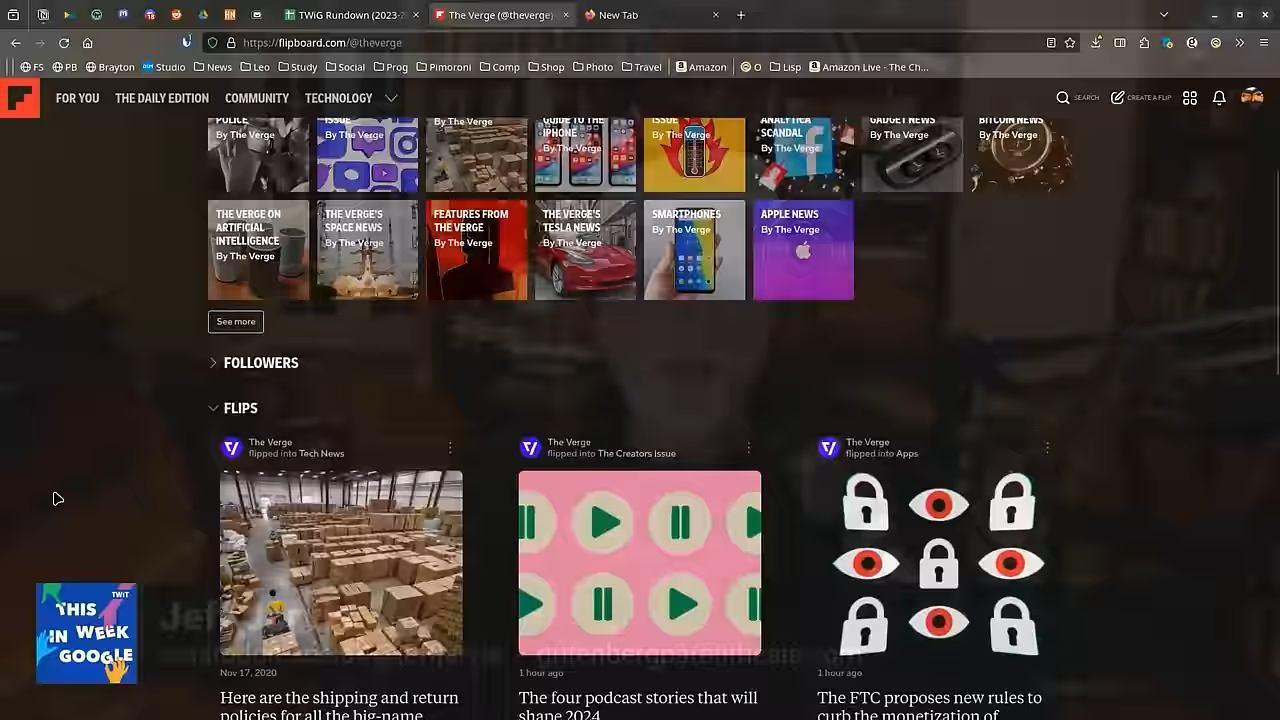 TWiG Rundown (2023-
The Verge (@theverge)
New Tab
https://flipboard.com/@theverge
FS
PB
Brayton
Studio
News
Leo
Study
Social
Prog
Pimoroni
Comp
Shop
Photo
Travel
Amazon
O
Lisp
Amazon Live - The Ch…
FOR YOU
THE DAILY EDITION
COMMUNITY
TECHNOLOGY
SEARCH
CREATE A FLIP
POLICE
By The Verge
ISSUE
By The Verge
By The Verge
GUIDE TO THE
IPHONE
By The Verge
ISSUE
By The Verge
ANALYTICA
SCANDAL
By The Verge
GADGET NEWS
By The Verge
BITCOIN NEWS
By The Verge
THE VERGE ON
ARTIFICIAL
INTELLIGENCE
By The Verge
THE VERGE'S
SPACE NEWS
By The Verge
FEATURES FROM
THE VERGE
By The Verge
THE VERGE'S
TESLA NEWS
By The Verge
SMARTPHONES
By The Verge
APPLE NEWS
By The Verge
See more
FOLLOWERS
FLIPS
The Verge
flipped into Tech News
The Verge
flipped into The Creators Issue
The Verge
flipped into Apps
TWiT
THIS
IN WEEK
GOOGLE
Nov 17, 2020
Here are the shipping and return
policies for all the big-name
1 hour ago
The four podcast stories that will
shape 2024
1 hour ago
The FTC proposes new rules to
curb the monetization of